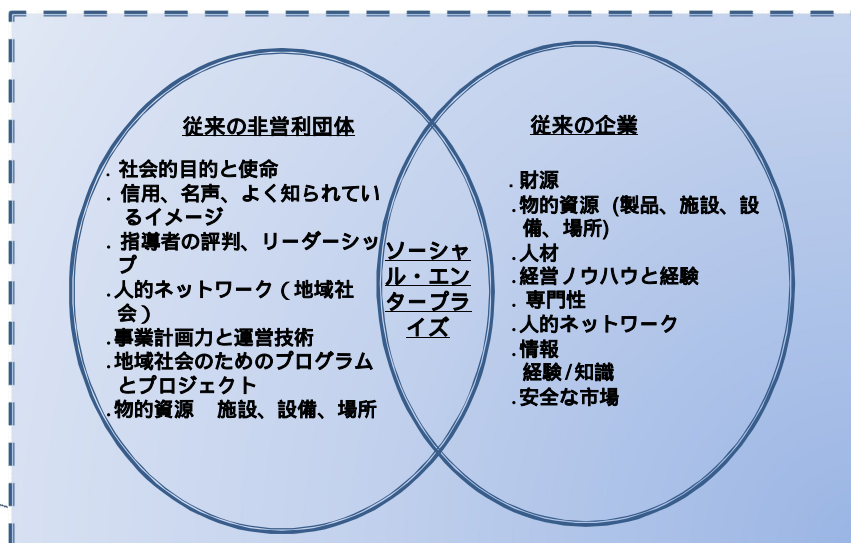 従来の非営利団体
. 社会的目的と使命
. 信用、名声、よく知られてい
るイメージ
. 指導者の評判、リーダーシッ
プ
.人的ネットワーク（地域社
会）
.事業計画力と運営技術
.地域社会のためのプログラム
とプロジェクト
.物的資源　施設、設備、場所
ソーシャ
ル・エン
タープラ
イズ
従来の企業
. 財源
.物的資源 (製品、施設、設
備、場所)
.人材
.経営ノウハウと経験
. 専門性
.人的ネットワーク
.情報
経験/知識
.安全な市場